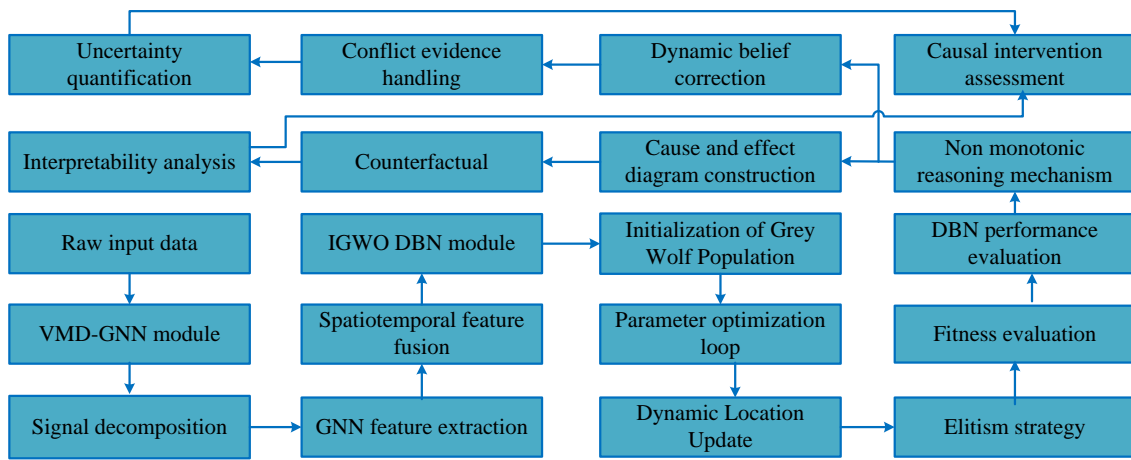 Uncertainty
quantification
Conflict evidence
handling
Dynamic belief
correction
Causal intervention
assessment
Interpretability analysis
Counterfactual
Cause and effect
diagram construction
Non monotonic
reasoning mechanism
Raw input data
IGWO DBN module
Initialization of Grey
Wolf Population
DBN performance
evaluation
VMD-GNN module
Spatiotemporal feature
fusion
Parameter optimization
loop
Fitness evaluation
Signal decomposition
GNN feature extraction
Dynamic Location
Update
Elitism strategy